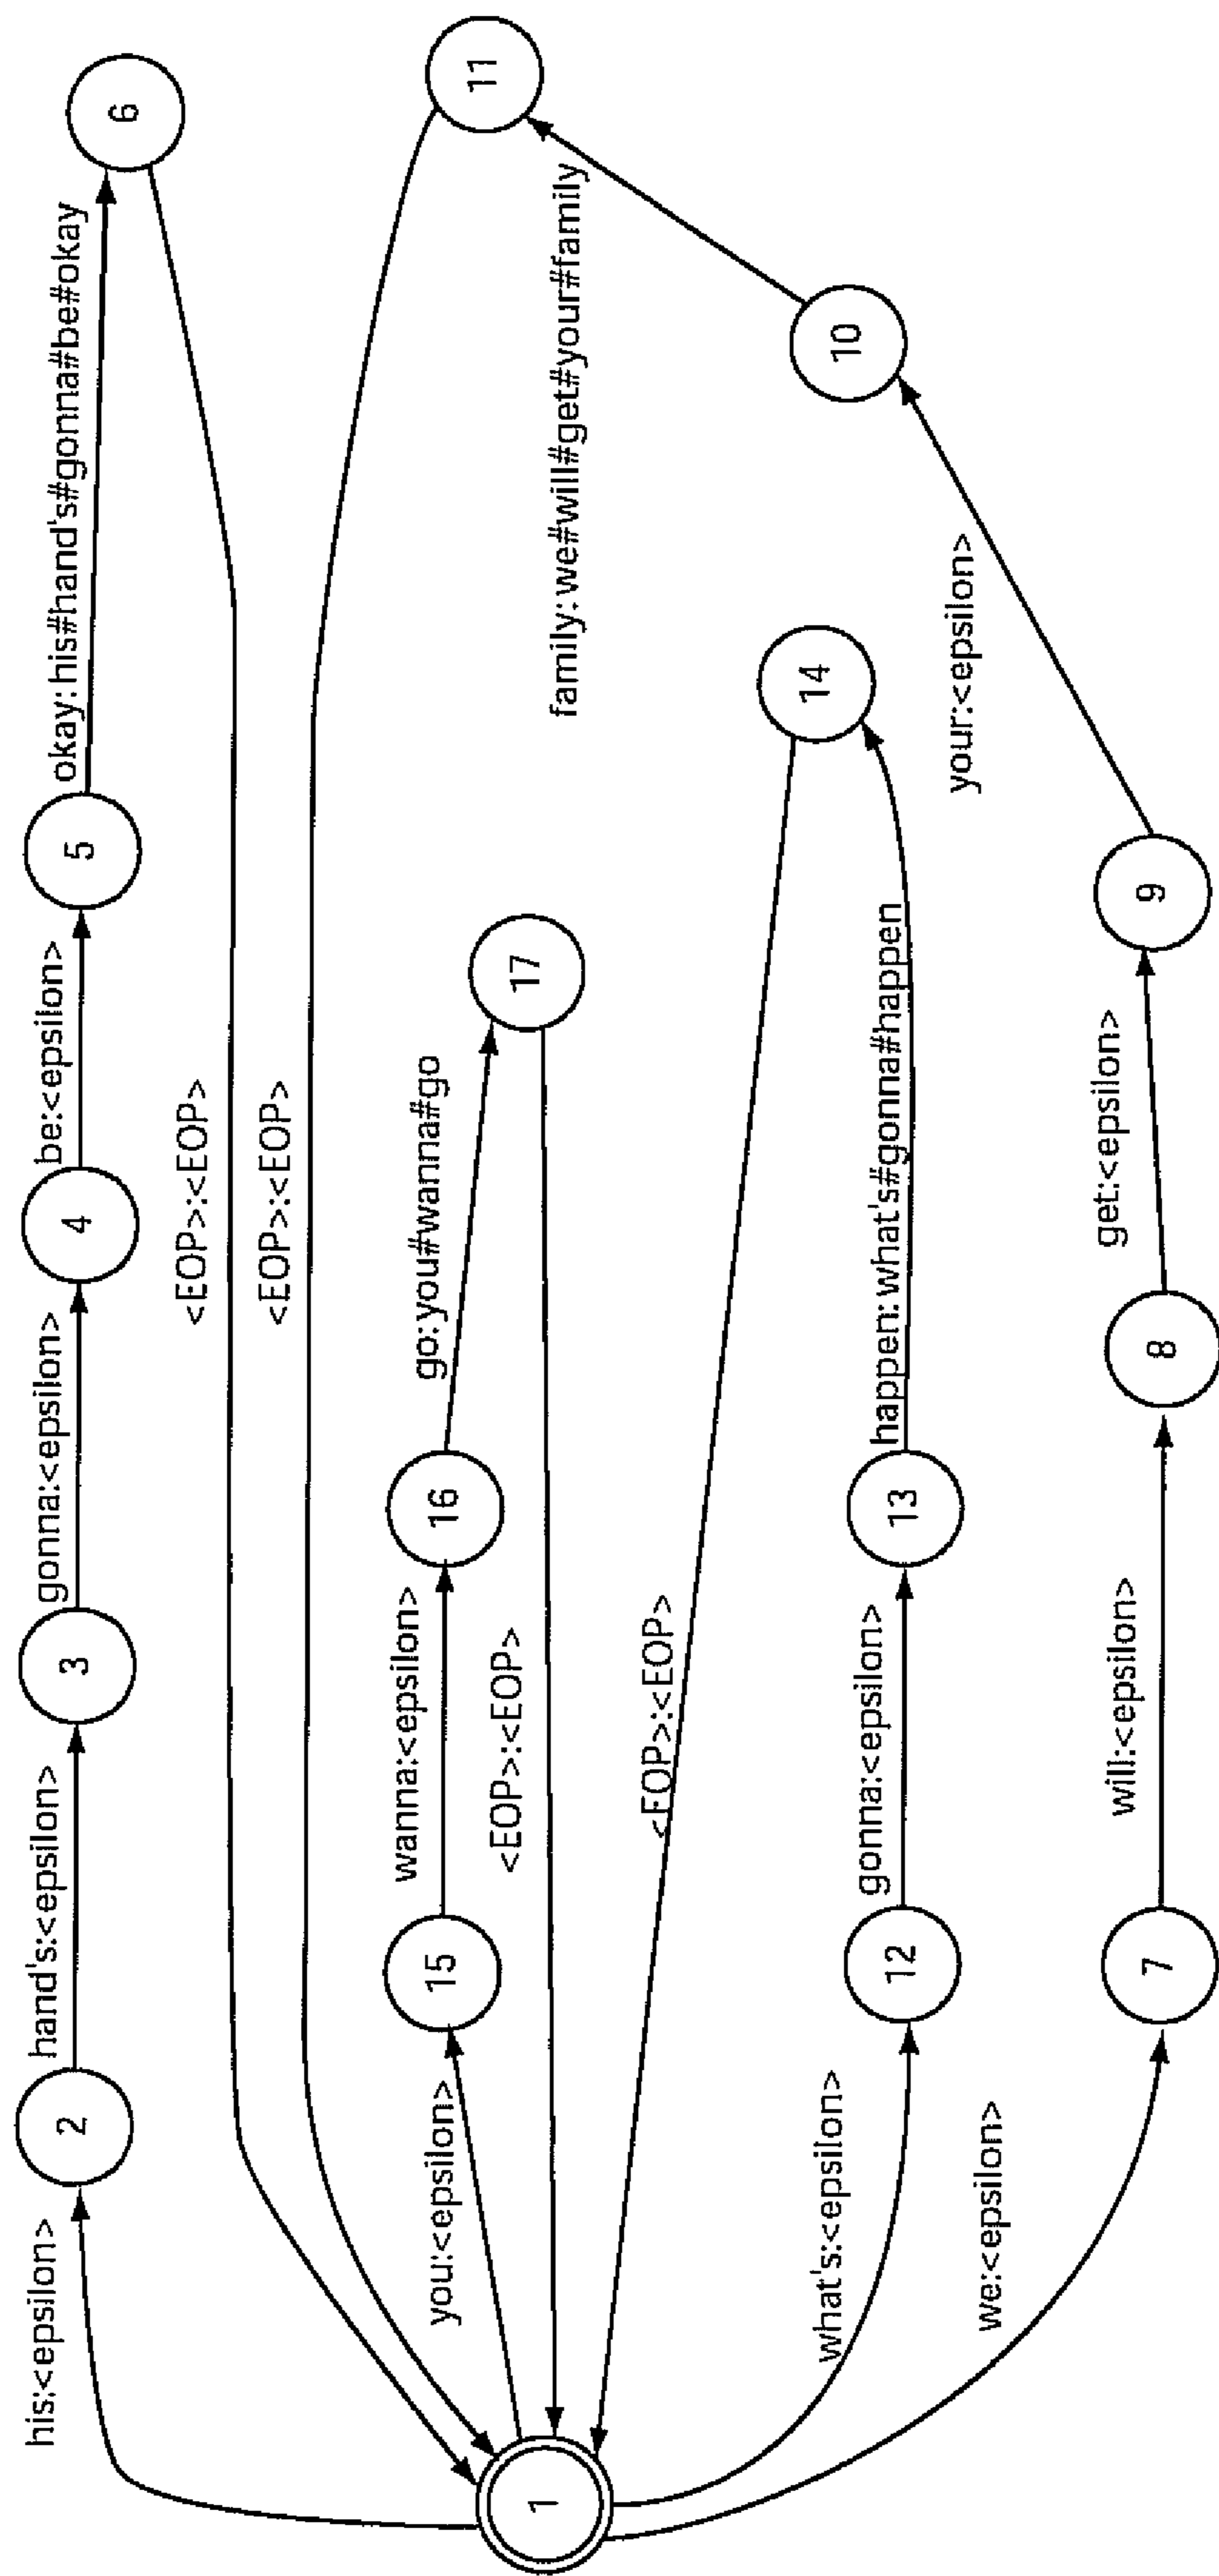 his:<epsilon>
2
hand's:<epsilon>
3
gonna:<epsilon>
4
be:<epsilon>
5
okay: his#hand's#gonna#be#okay
6
<EOP>:<EOP>
<EOP>:<EOP>
11
1
you:<epsilon>
15
wanna:<epsilon>
16
go: you#wanna#go
17
<EOP>:<EOP>
family: we#will#get#your#family
<EOP>:<EOP>
14
10
what's:<epsilon>
12
gonna:<epsilon>
13
happen: what's#gonna#happen
your:<epsilon>
we:<epsilon>
7
will:<epsilon>
8
get:<epsilon>
9